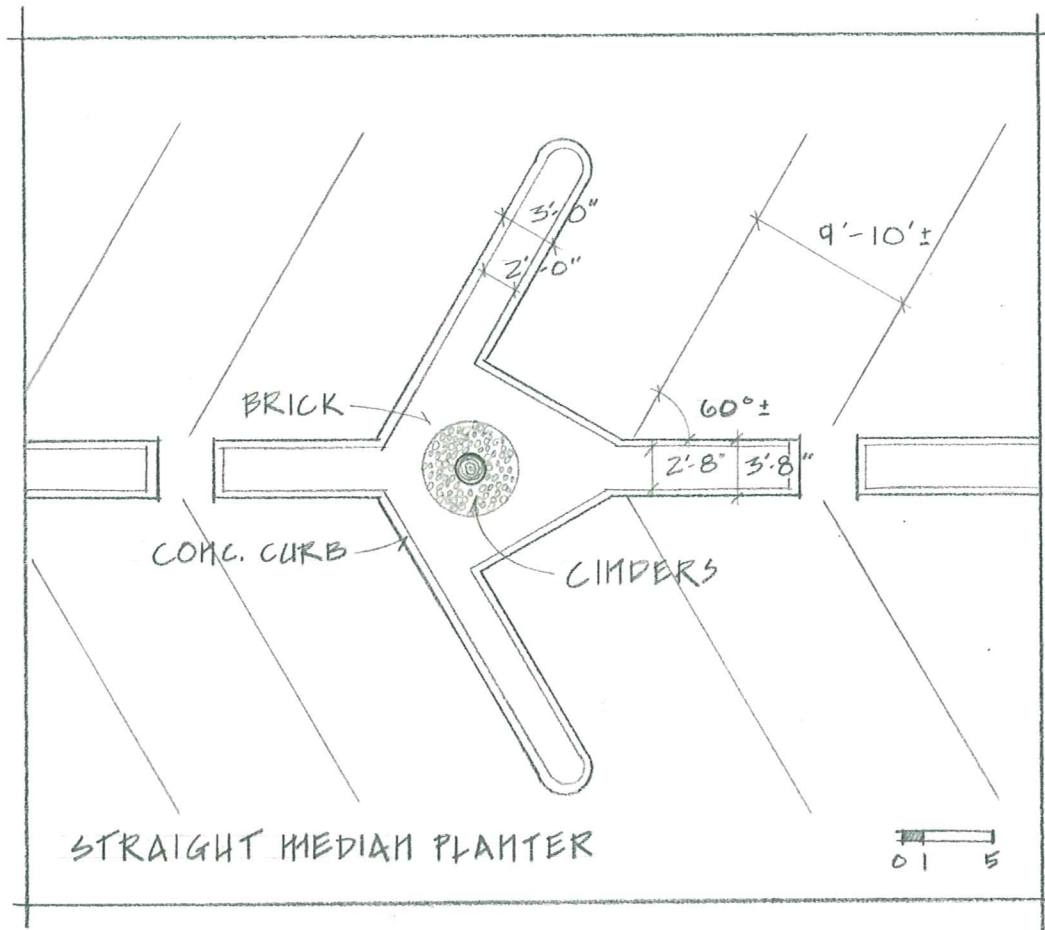 3'-0"
2'-0"
9'-10'±
BRICK
60°±
2'-8" 3'-8"
CONC. CURB
CINDERS
STRAIGHT MEDIAN PLANTER
0 1 5